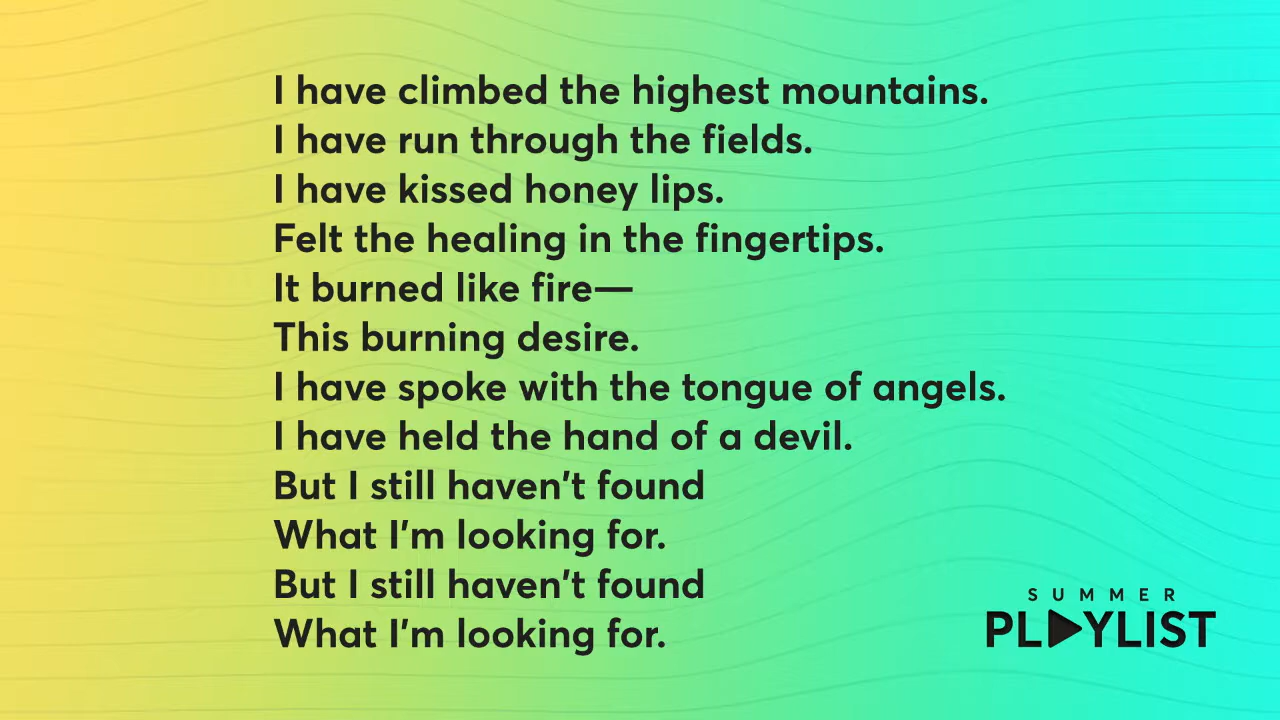 I have climbed the highest mountains.
I have run through the fields.
I have kissed honey lips.
Felt the healing in the fingertips.
It burned like fire—
This burning desire.
I have spoke with the tongue of angels.
I have held the hand of a devil.
But I still haven't found
What I'm looking for.
But I still haven't found
What I'm looking for.
SUMMER
PLAYLIST